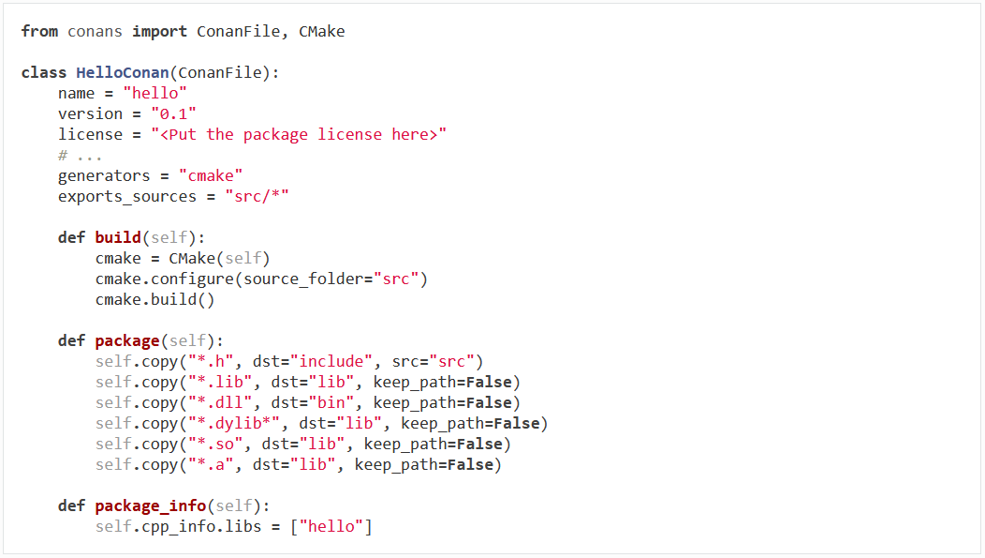 from conans import ConanFile, CMake
class HelloConan(ConanFile):
    name = "hello"
    version = "0.1"
    license = "<Put the package license here>"
    # ...
    generators = "cmake"
    exports_sources = "src/*"
    def build(self):
        cmake = CMake(self)
        cmake.configure(source_folder="src")
        cmake.build()
    def package(self):
        self.copy("*.h", dst="include", src="src")
        self.copy("*.lib", dst="lib", keep_path=False)
        self.copy("*.dll", dst="bin", keep_path=False)
        self.copy("*.dylib*", dst="lib", keep_path=False)
        self.copy("*.so", dst="lib", keep_path=False)
        self.copy("*.a", dst="lib", keep_path=False)
    def package_info(self):
        self.cpp_info.libs = ["hello"]